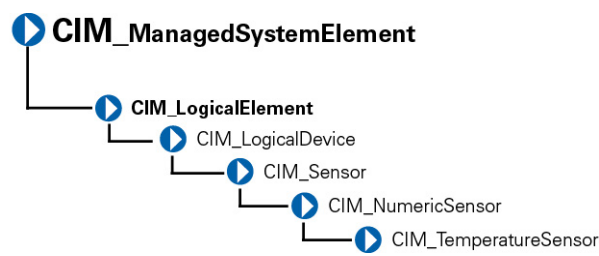 CIM_ManagedSystemElement
CIM_LogicalElement
CIM_LogicalDevice
CIM_Sensor
CIM_NumericSensor
CIM_TemperatureSensor